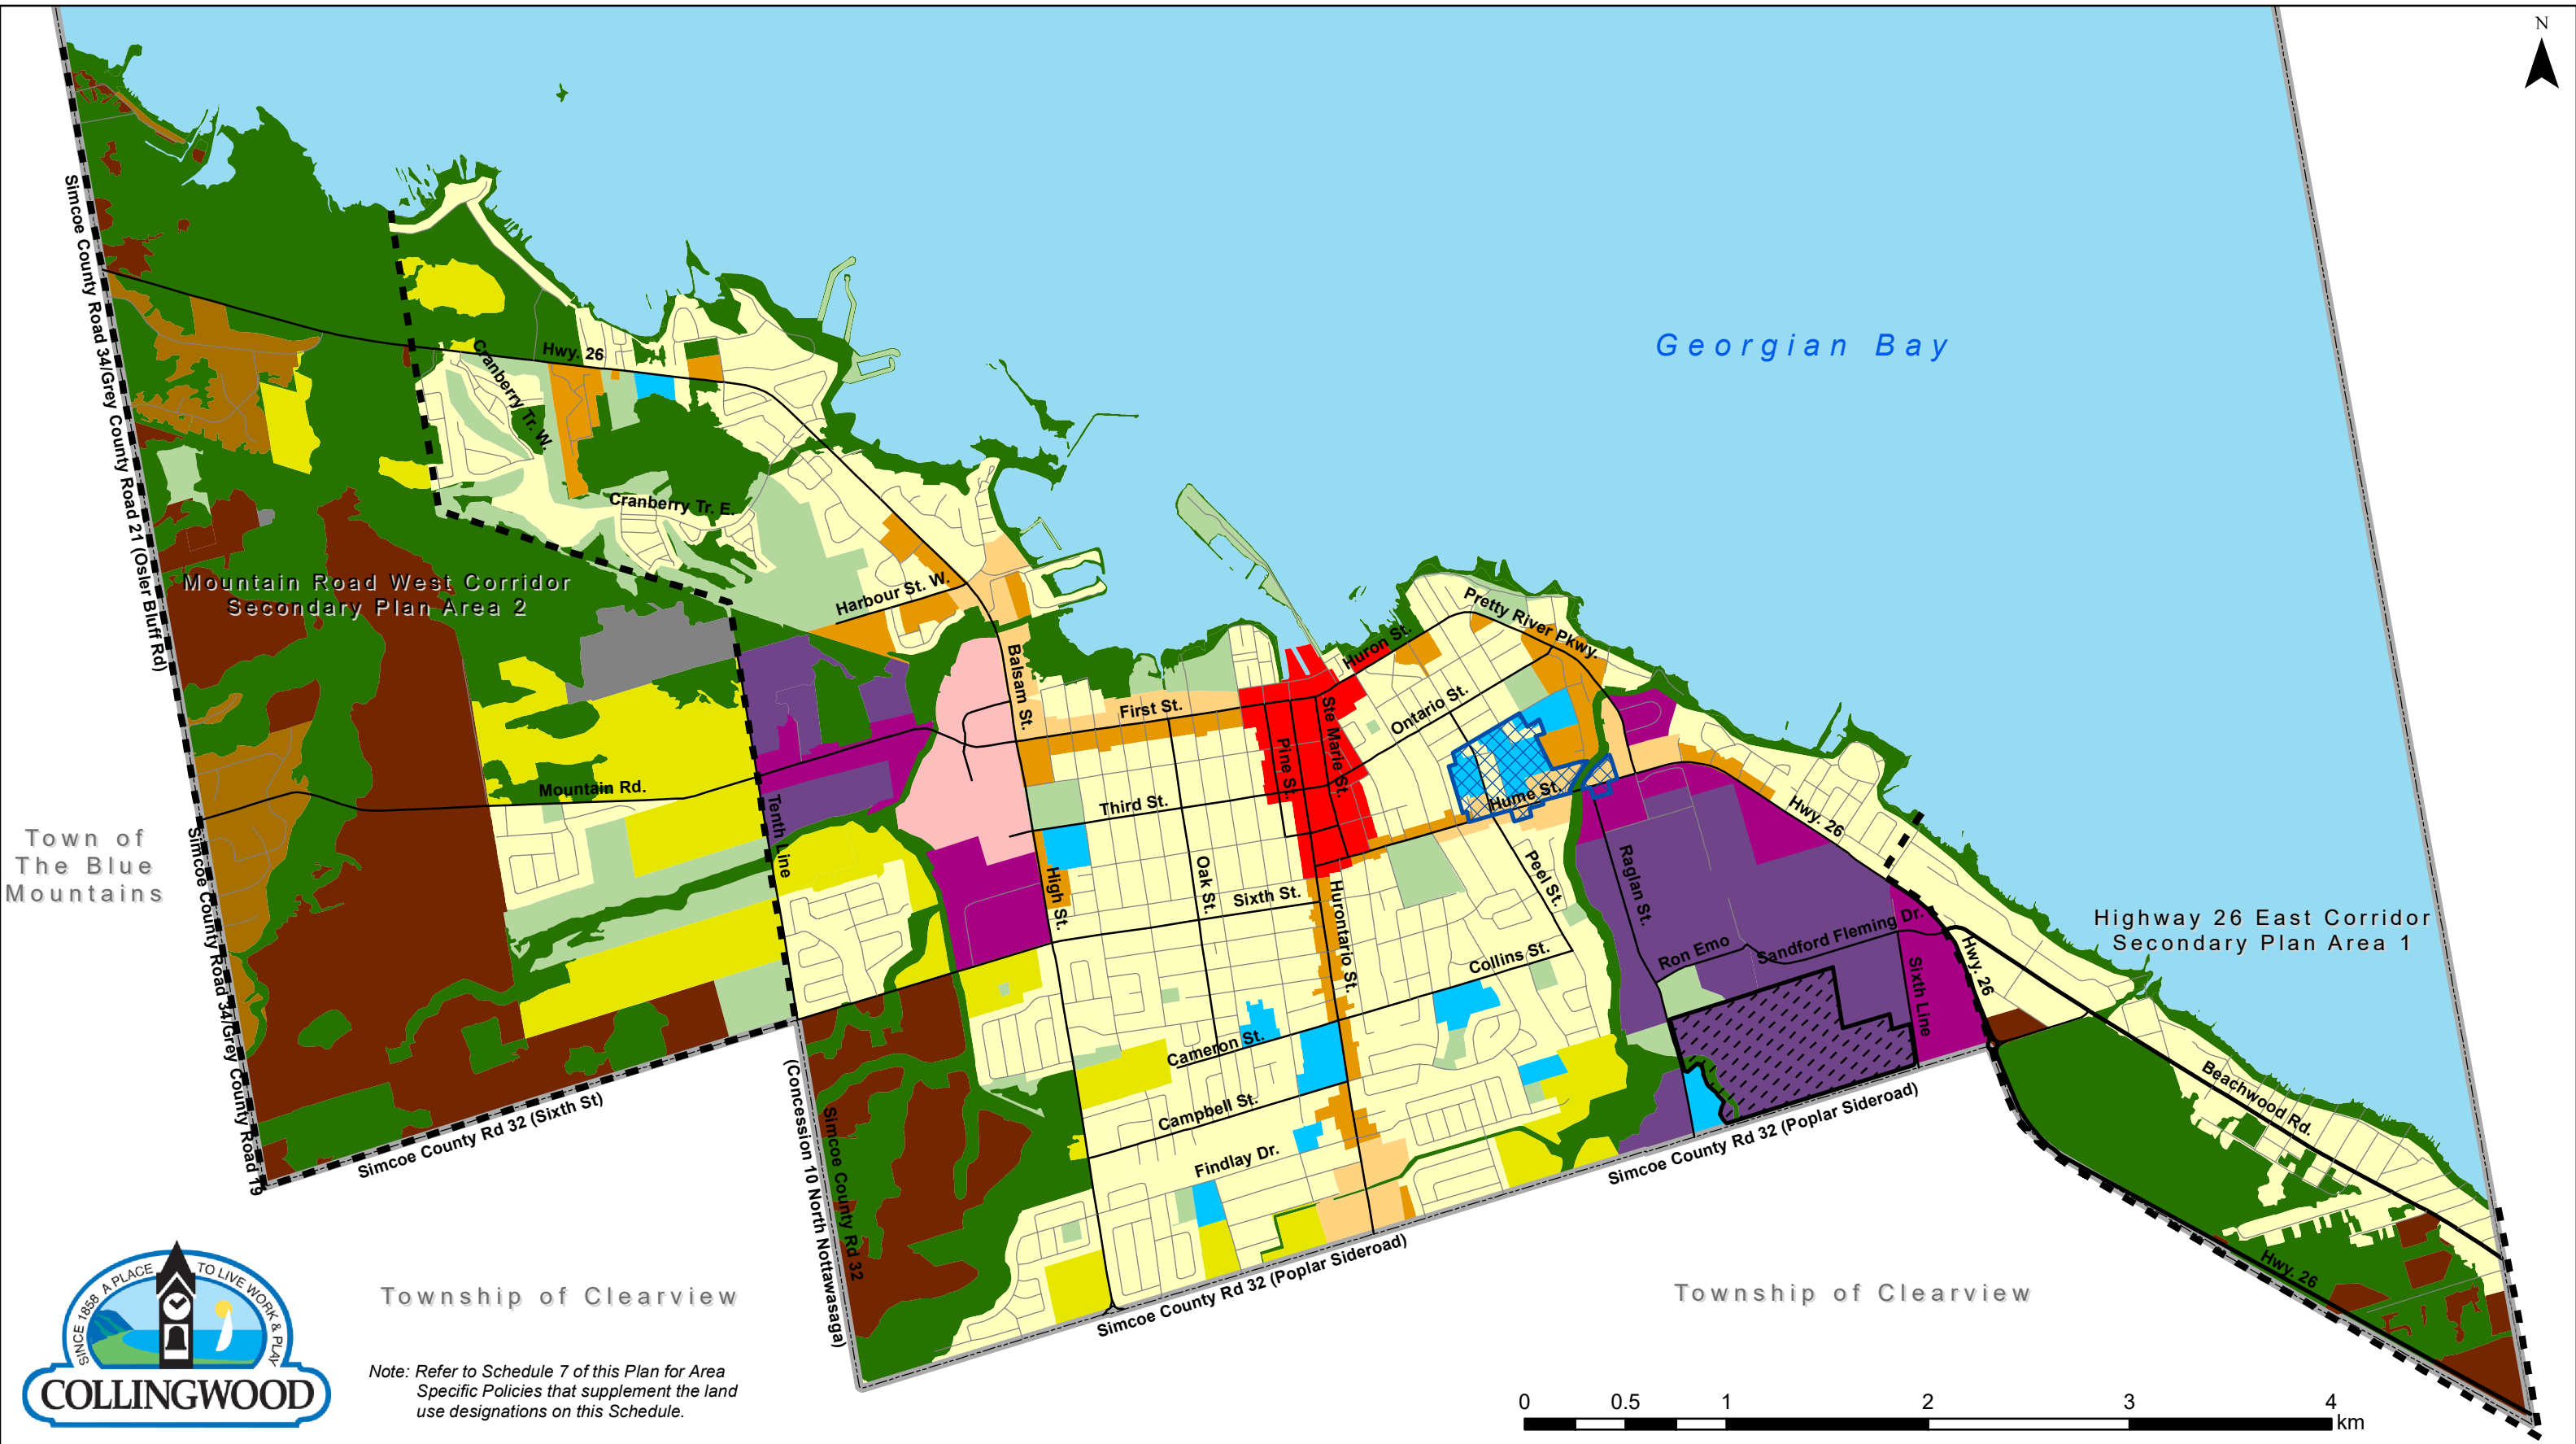 N
Georgian Bay
Simcoe County Road 34/Grey County Road 21 (Osler Bluff Rd)
Hwy. 26
Cranberry Tr. W.
Cranberry Tr. E.
Mountain Road West Corridor
Secondary Plan Area 2
Harbour St. W.
Balsam St.
First St.
Huron St.
Pretty River Pkwy.
Ontario St.
Ste Marie St.
Pine St.
Hume St.
Third St.
Mountain Rd.
Tenth Line
Town of
The Blue
Mountains
Simcoe County Road 34/Grey County Road 19
High St.
Oak St.
Sixth St.
Hurontario St.
Peel St.
Raglan St.
Hwy. 26
Highway 26 East Corridor
Secondary Plan Area 1
Collins St.
Ron Emo
Sandford Fleming Dr.
Sixth Line
Hwy. 26
Cameron St.
Campbell St.
Findlay Dr.
Simcoe County Rd 32 (Sixth St)
(Concession 10 North Nottawasaga)
Simcoe County Rd 32
Simcoe County Rd 32 (Poplar Sideroad)
Simcoe County Rd 32 (Poplar Sideroad)
Beachwood Rd.
Hwy. 26
Township of Clearview
Township of Clearview
SINCE 1858 A PLACE TO LIVE WORK & PLAY
COLLINGWOOD
Note: Refer to Schedule 7 of this Plan for Area
Specific Policies that supplement the land
use designations on this Schedule.
0 0.5 1 2 3 4
km